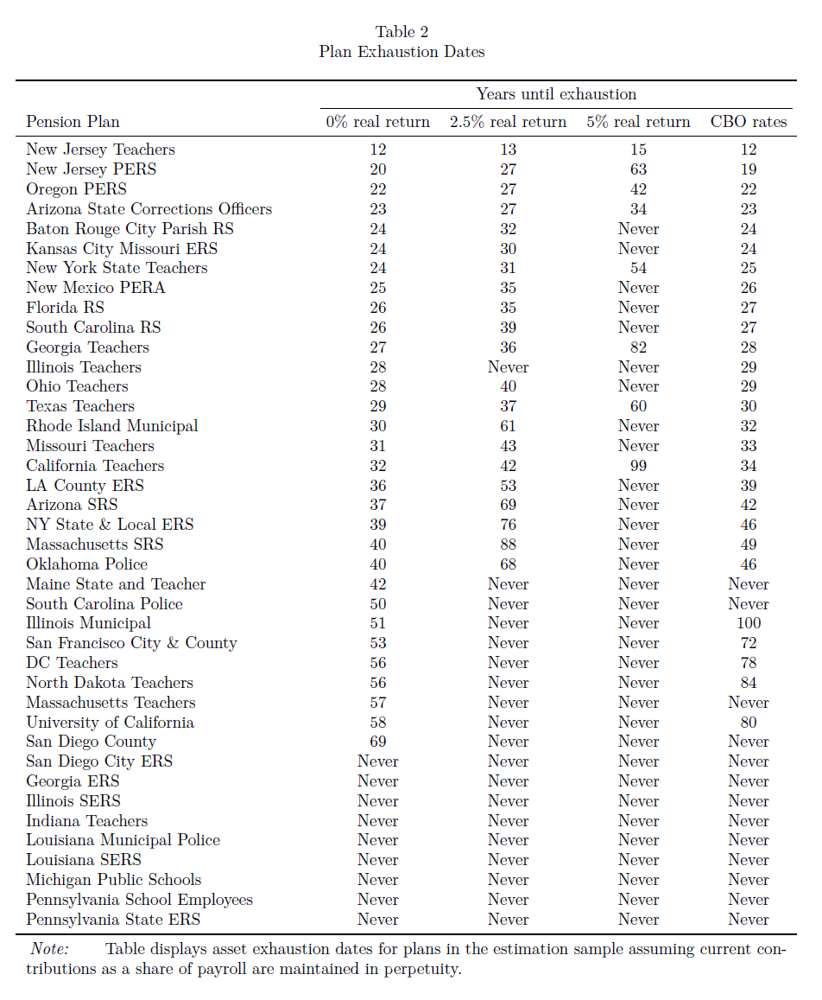 Table 2
Plan Exhaustion Dates
Years until exhaustion
Pension Plan 0% real return 2.5% real return 5% real return CBO rates
New Jersey Teachers 12 13 15 12
New Jersey PERS 20 27 63 19
Oregon PERS 22 27 42 22
Arizona State Corrections Officers 23 27 34 23
Baton Rouge City Parish RS 24 32 Never 24
Kansas City Missouri ERS 24 30 Never 24
New York State Teachers 24 31 54 25
New Mexico PERA 25 35 Never 26
Florida RS 26 35 Never 27
South Carolina RS 26 39 Never 27
Georgia Teachers 27 36 82 28
Illinois Teachers 28 Never Never 29
Ohio Teachers 28 40 Never 29
Texas Teachers 29 37 60 30
Rhode Island Municipal 30 61 Never 32
Missouri Teachers 31 43 Never 33
California Teachers 32 42 99 34
LA County ERS 36 53 Never 39
Arizona SRS 37 69 Never 42
NY State & Local ERS 39 76 Never 46
Massachusetts SRS 40 88 Never 49
Oklahoma Police 40 68 Never 46
Maine State and Teacher 42 Never Never Never
South Carolina Police 50 Never Never Never
Illinois Municipal 51 Never Never 100
San Francisco City & County 53 Never Never 72
DC Teachers 56 Never Never 78
North Dakota Teachers 56 Never Never 84
Massachusetts Teachers 57 Never Never Never
University of California 58 Never Never 80
San Diego County 69 Never Never Never
San Diego City ERS Never Never Never Never
Georgia ERS Never Never Never Never
Illinois SERS Never Never Never Never
Indiana Teachers Never Never Never Never
Louisiana Municipal Police Never Never Never Never
Louisiana SERS Never Never Never Never
Michigan Public Schools Never Never Never Never
Pennsylvania School Employees Never Never Never Never
Pennsylvania State ERS Never Never Never Never
Note: Table displays asset exhaustion dates for plans in the estimation sample assuming current con-
tributions as a share of payroll are maintained in perpetuity.